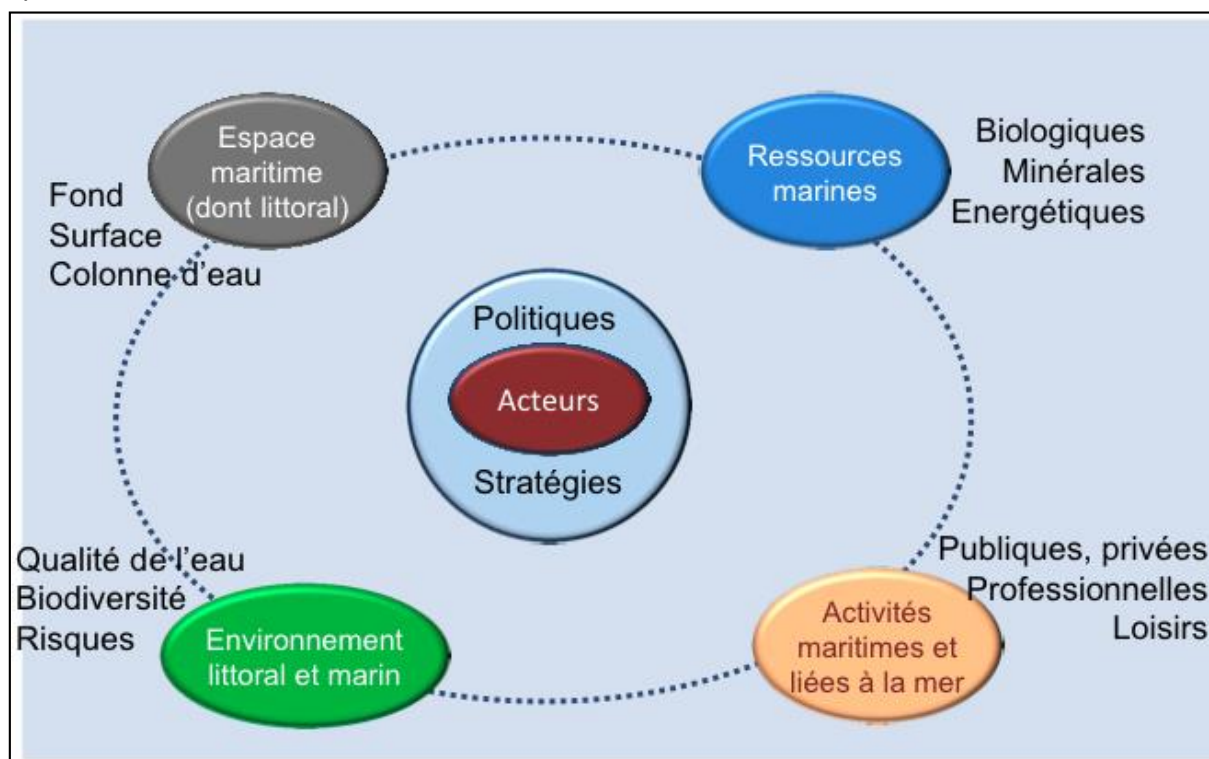 Espace
maritime
(dont littoral)
Fond
Surface
Colonne d'eau
Ressources
marines
Biologiques
Minérales
Energétiques
Politiques
Acteurs
Stratégies
Qualité de l'eau
Biodiversité
Risques
Environnement
littoral et marin
Activités
maritimes et
liées à la mer
Publiques, privées
Professionnelles
Loisirs